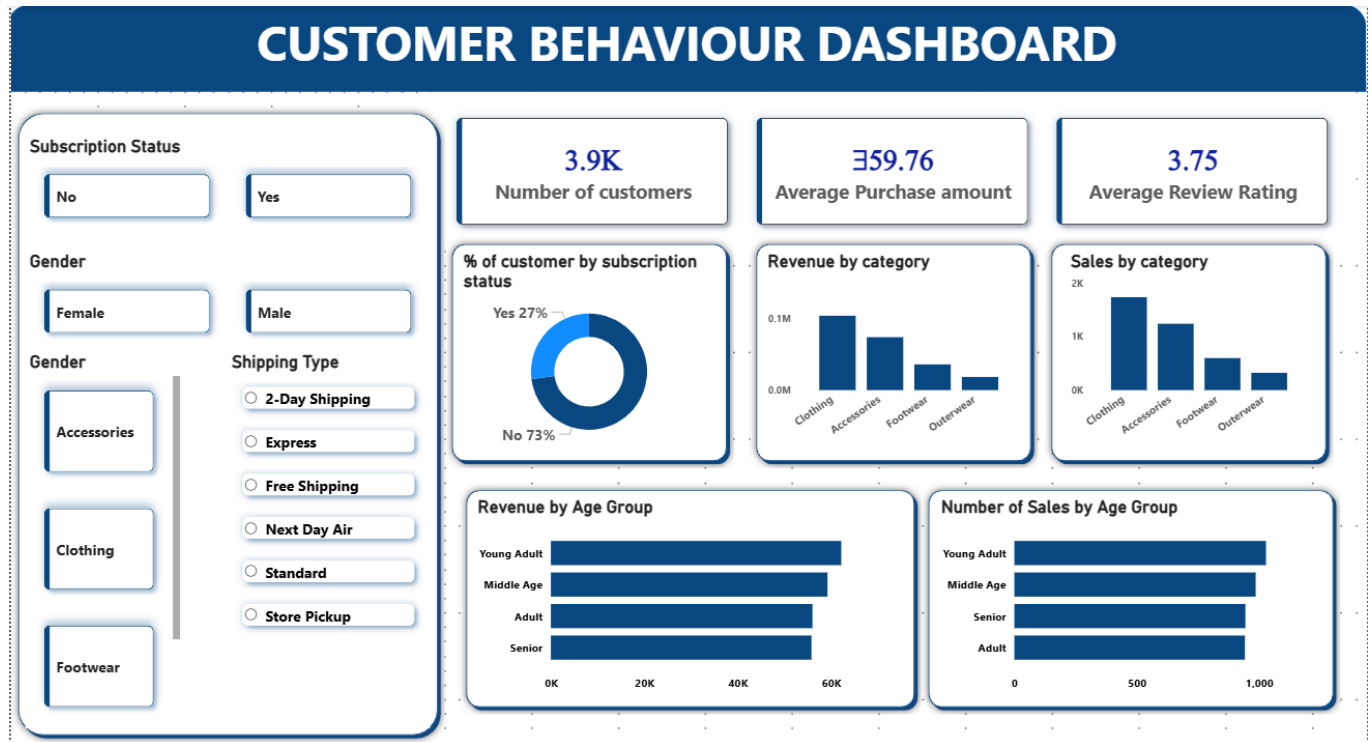 CUSTOMER BEHAVIOUR DASHBOARD
Subscription Status
No
Yes
Gender
Female
Male
Gender
Accessories
Clothing
Footwear
Shipping Type
2-Day Shipping
Express
Free Shipping
Next Day Air
Standard
Store Pickup
3.9K
Number of customers
∃59.76
Average Purchase amount
3.75
Average Review Rating
% of customer by subscription
status
Yes 27%
No 73%
Revenue by category
0.1M
0.0M
Clothing
Accessories
Footwear
Outerwear
Sales by category
2K
1K
0K
Clothing
Accessories
Footwear
Outerwear
Revenue by Age Group
Young Adult
Middle Age
Adult
Senior
0K 20K 40K 60K
Number of Sales by Age Group
Young Adult
Middle Age
Senior
Adult
0 500 1,000